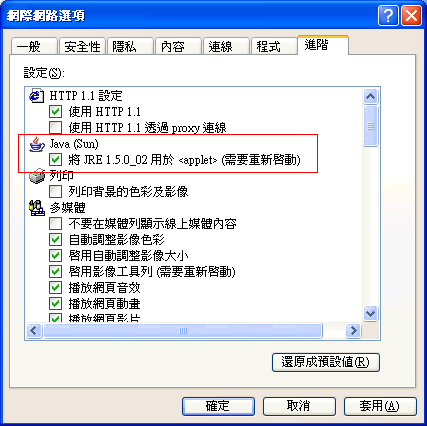 網際網路選項
一般 安全性 隱私 內容 連線 程式 進階
設定(S):
HTTP 1.1 設定
使用 HTTP 1.1
使用 HTTP 1.1 透過 proxy 連線
Java (Sun)
將 JRE 1.5.0_02 用於 <applet> (需要重新啟動)
列印
列印背景的色彩及影像
多媒體
不要在媒體列顯示線上媒體內容
自動調整影像色彩
啟用自動調整影像大小
啟用影像工具列 (需要重新啟動)
播放網頁音效
播放網頁動畫
播放網頁影片
還原成預設值(R)
確定 取消 套用(A)